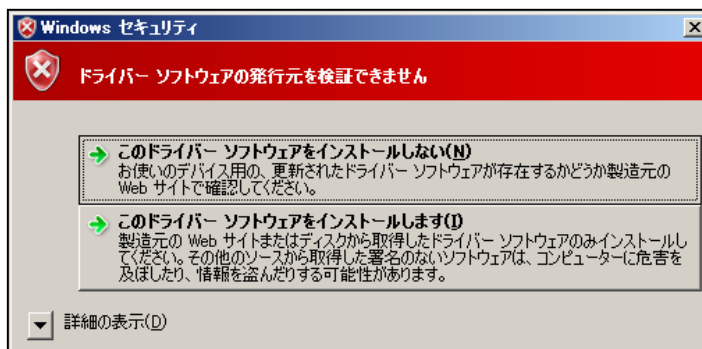 Windows セキュリティ
ドライバー ソフトウェアの発行元を検証できません
このドライバー ソフトウェアをインストールしない(N)
お使いのデバイス用の、更新されたドライバー ソフトウェアが存在するかどうか製造元の
Web サイトで確認してください。
このドライバー ソフトウェアをインストールします(I)
製造元の Web サイトまたはディスクから取得したドライバー ソフトウェアのみインストールし
てください。その他のソースから取得した署名のないソフトウェアは、コンピューターに危害を
及ぼしたり、情報を盗んだりする可能性があります。
詳細の表示(D)